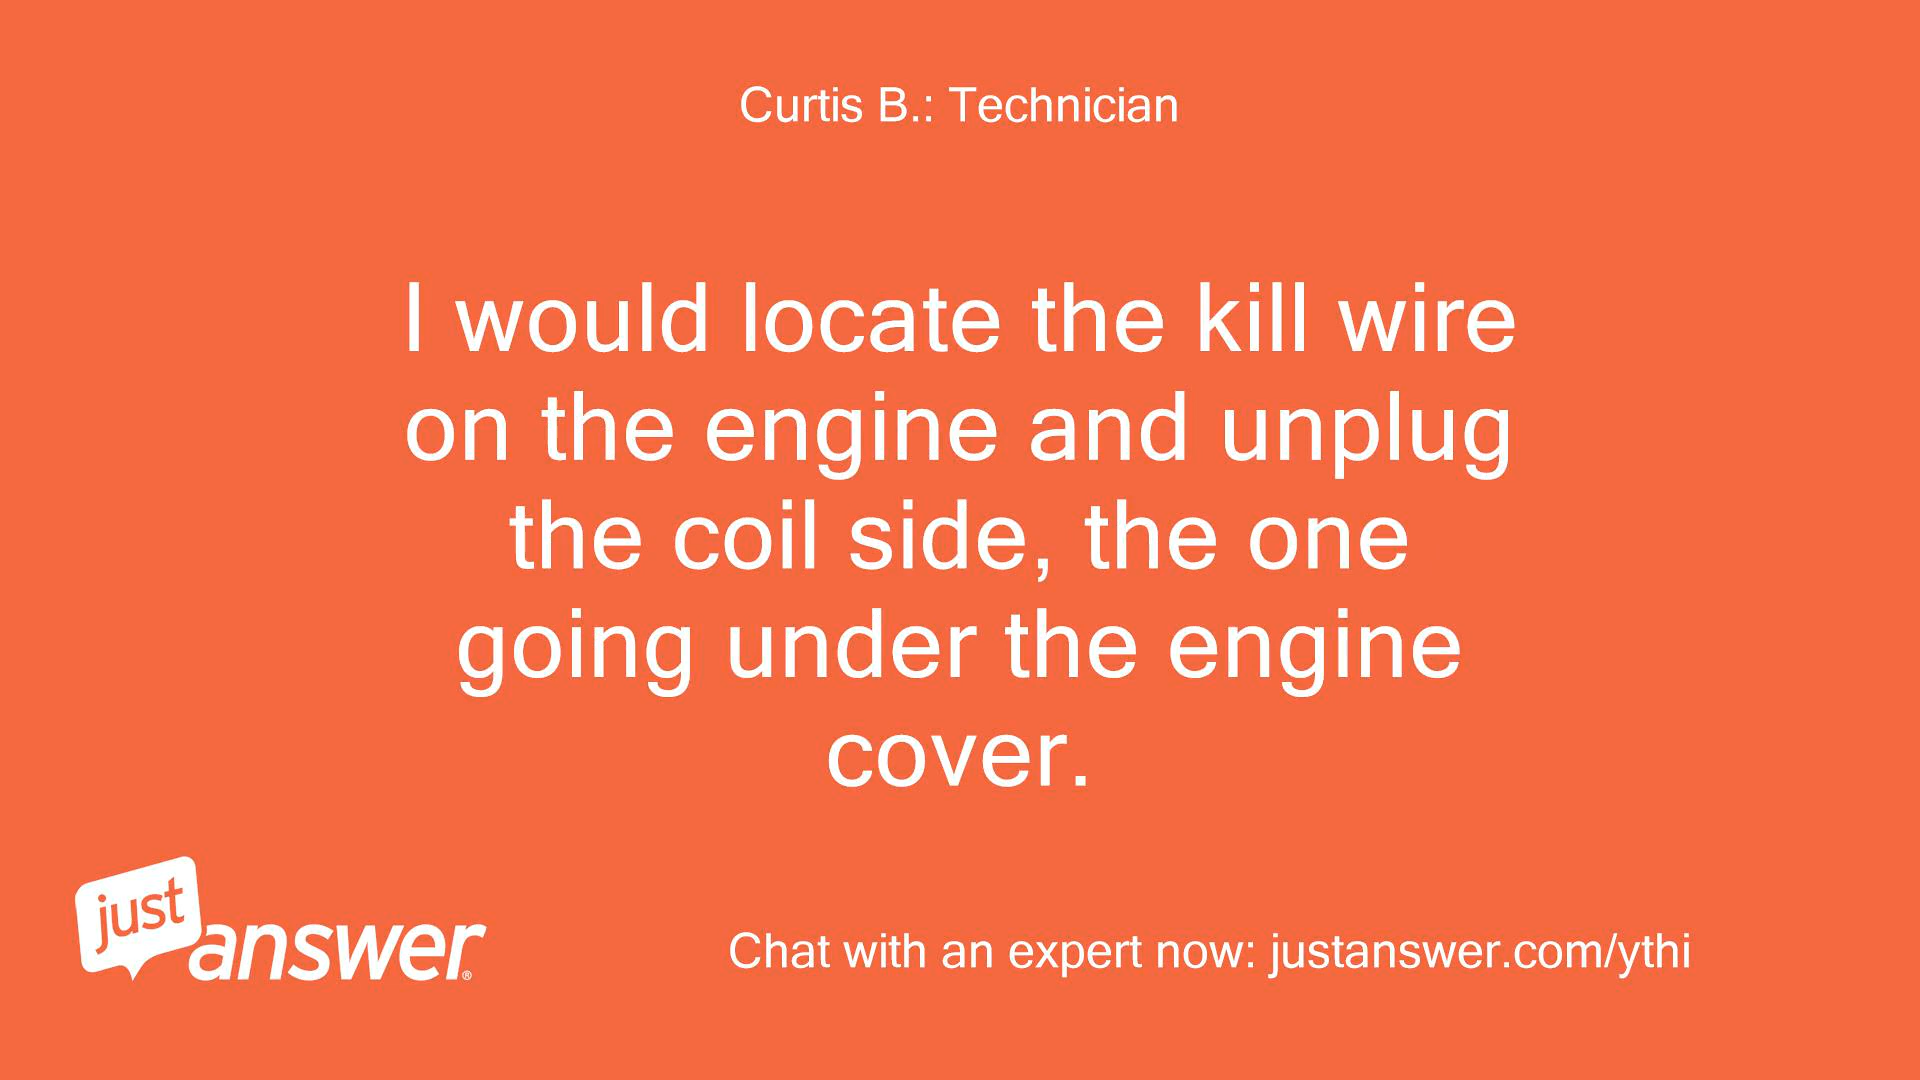 Curtis B.: Technician
I would locate the kill wire
on the engine and unplug
the coil side, the one
going under the engine
cover.
just
answer®
Chat with an expert now: justanswer.com/ythi